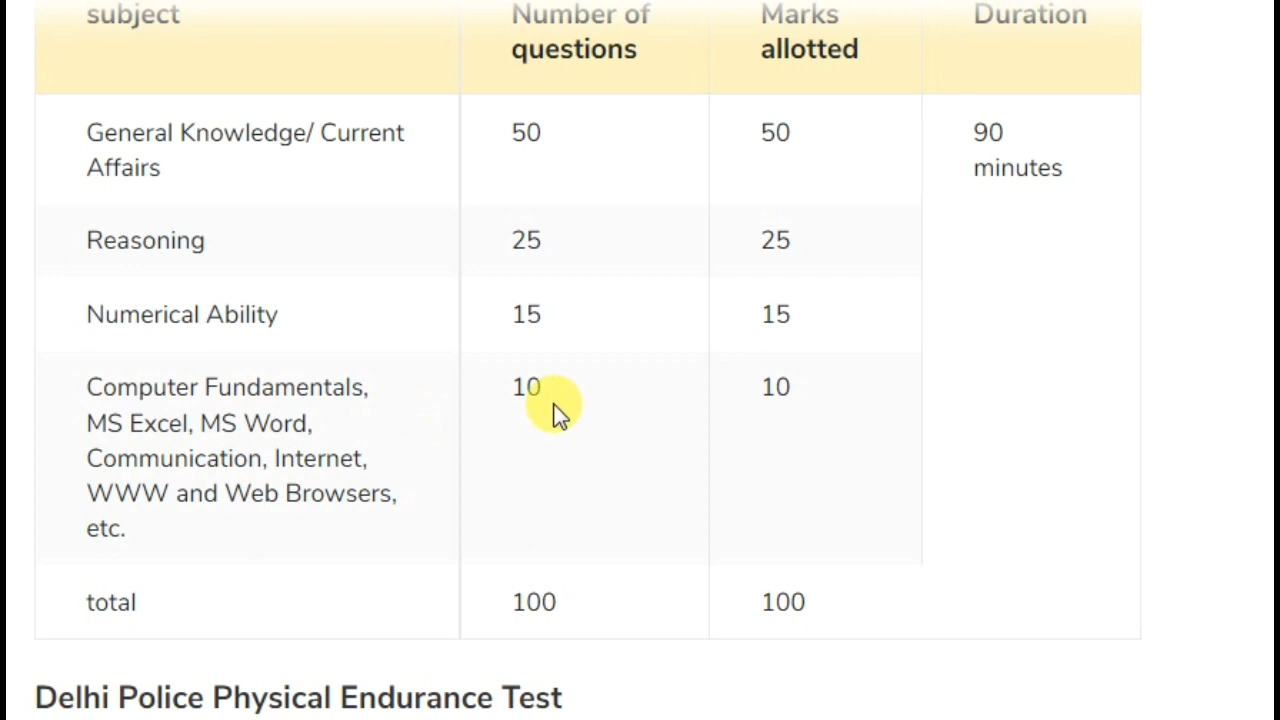 subject
Number of
questions
Marks
allotted
Duration
General Knowledge/ Current
Affairs
50
50
90
minutes
Reasoning
25
25
Numerical Ability
15
15
Computer Fundamentals,
MS Excel, MS Word,
Communication, Internet,
WWW and Web Browsers,
etc.
10
10
total
100
100
Delhi Police Physical Endurance Test